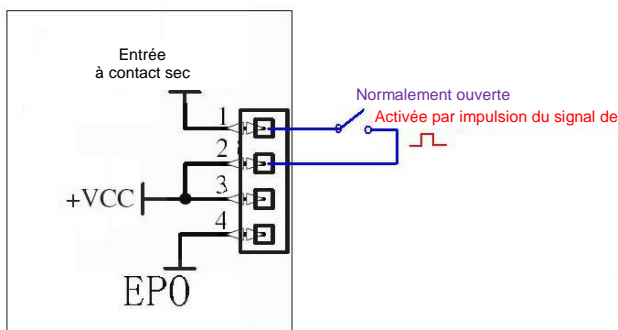 Entrée
à contact sec
Normalement ouverte
Activée par impulsion du signal de
1
2
+VCC
3
4
EPO